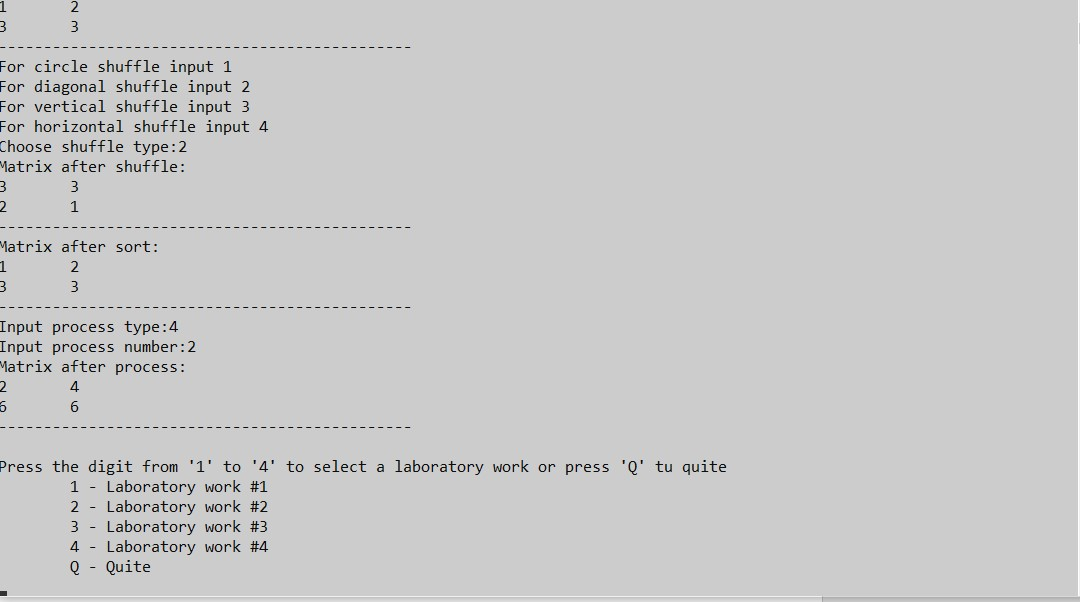 1 2
3 3
----------------------------------------------
For circle shuffle input 1
For diagonal shuffle input 2
For vertical shuffle input 3
For horizontal shuffle input 4
Choose shuffle type:2
Matrix after shuffle:
3 3
2 1
----------------------------------------------
Matrix after sort:
1 2
3 3
----------------------------------------------
Input process type:4
Input process number:2
Matrix after process:
2 4
6 6
----------------------------------------------
Press the digit from '1' to '4' to select a laboratory work or press 'Q' tu quite
1 - Laboratory work #1
2 - Laboratory work #2
3 - Laboratory work #3
4 - Laboratory work #4
Q - Quite